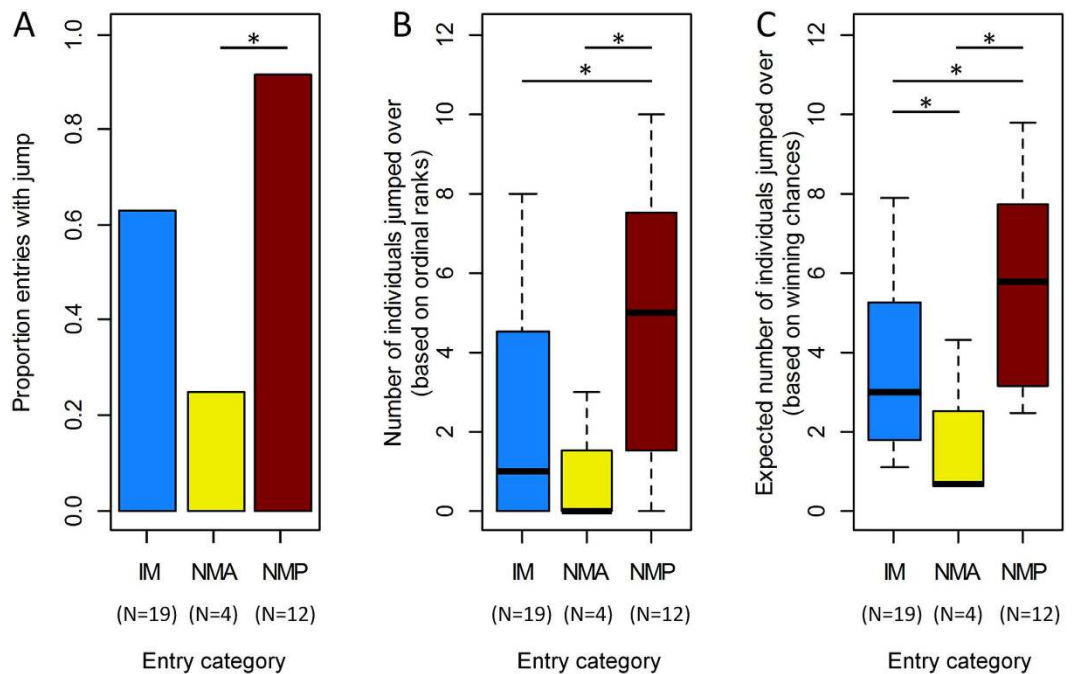 A
Proportion entries with jump
1.0
0.8
0.6
0.4
0.2
0.0
*
IM NMA NMP
(N=19) (N=4) (N=12)
Entry category
B
Number of individuals jumped over
(based on ordinal ranks)
12
10
8
6
4
2
0
*
*
IM NMA NMP
(N=19) (N=4) (N=12)
Entry category
C
Expected number of individuals jumped over
(based on winning chances)
12
10
8
6
4
2
0
*
*
*
IM NMA NMP
(N=19) (N=4) (N=12)
Entry category